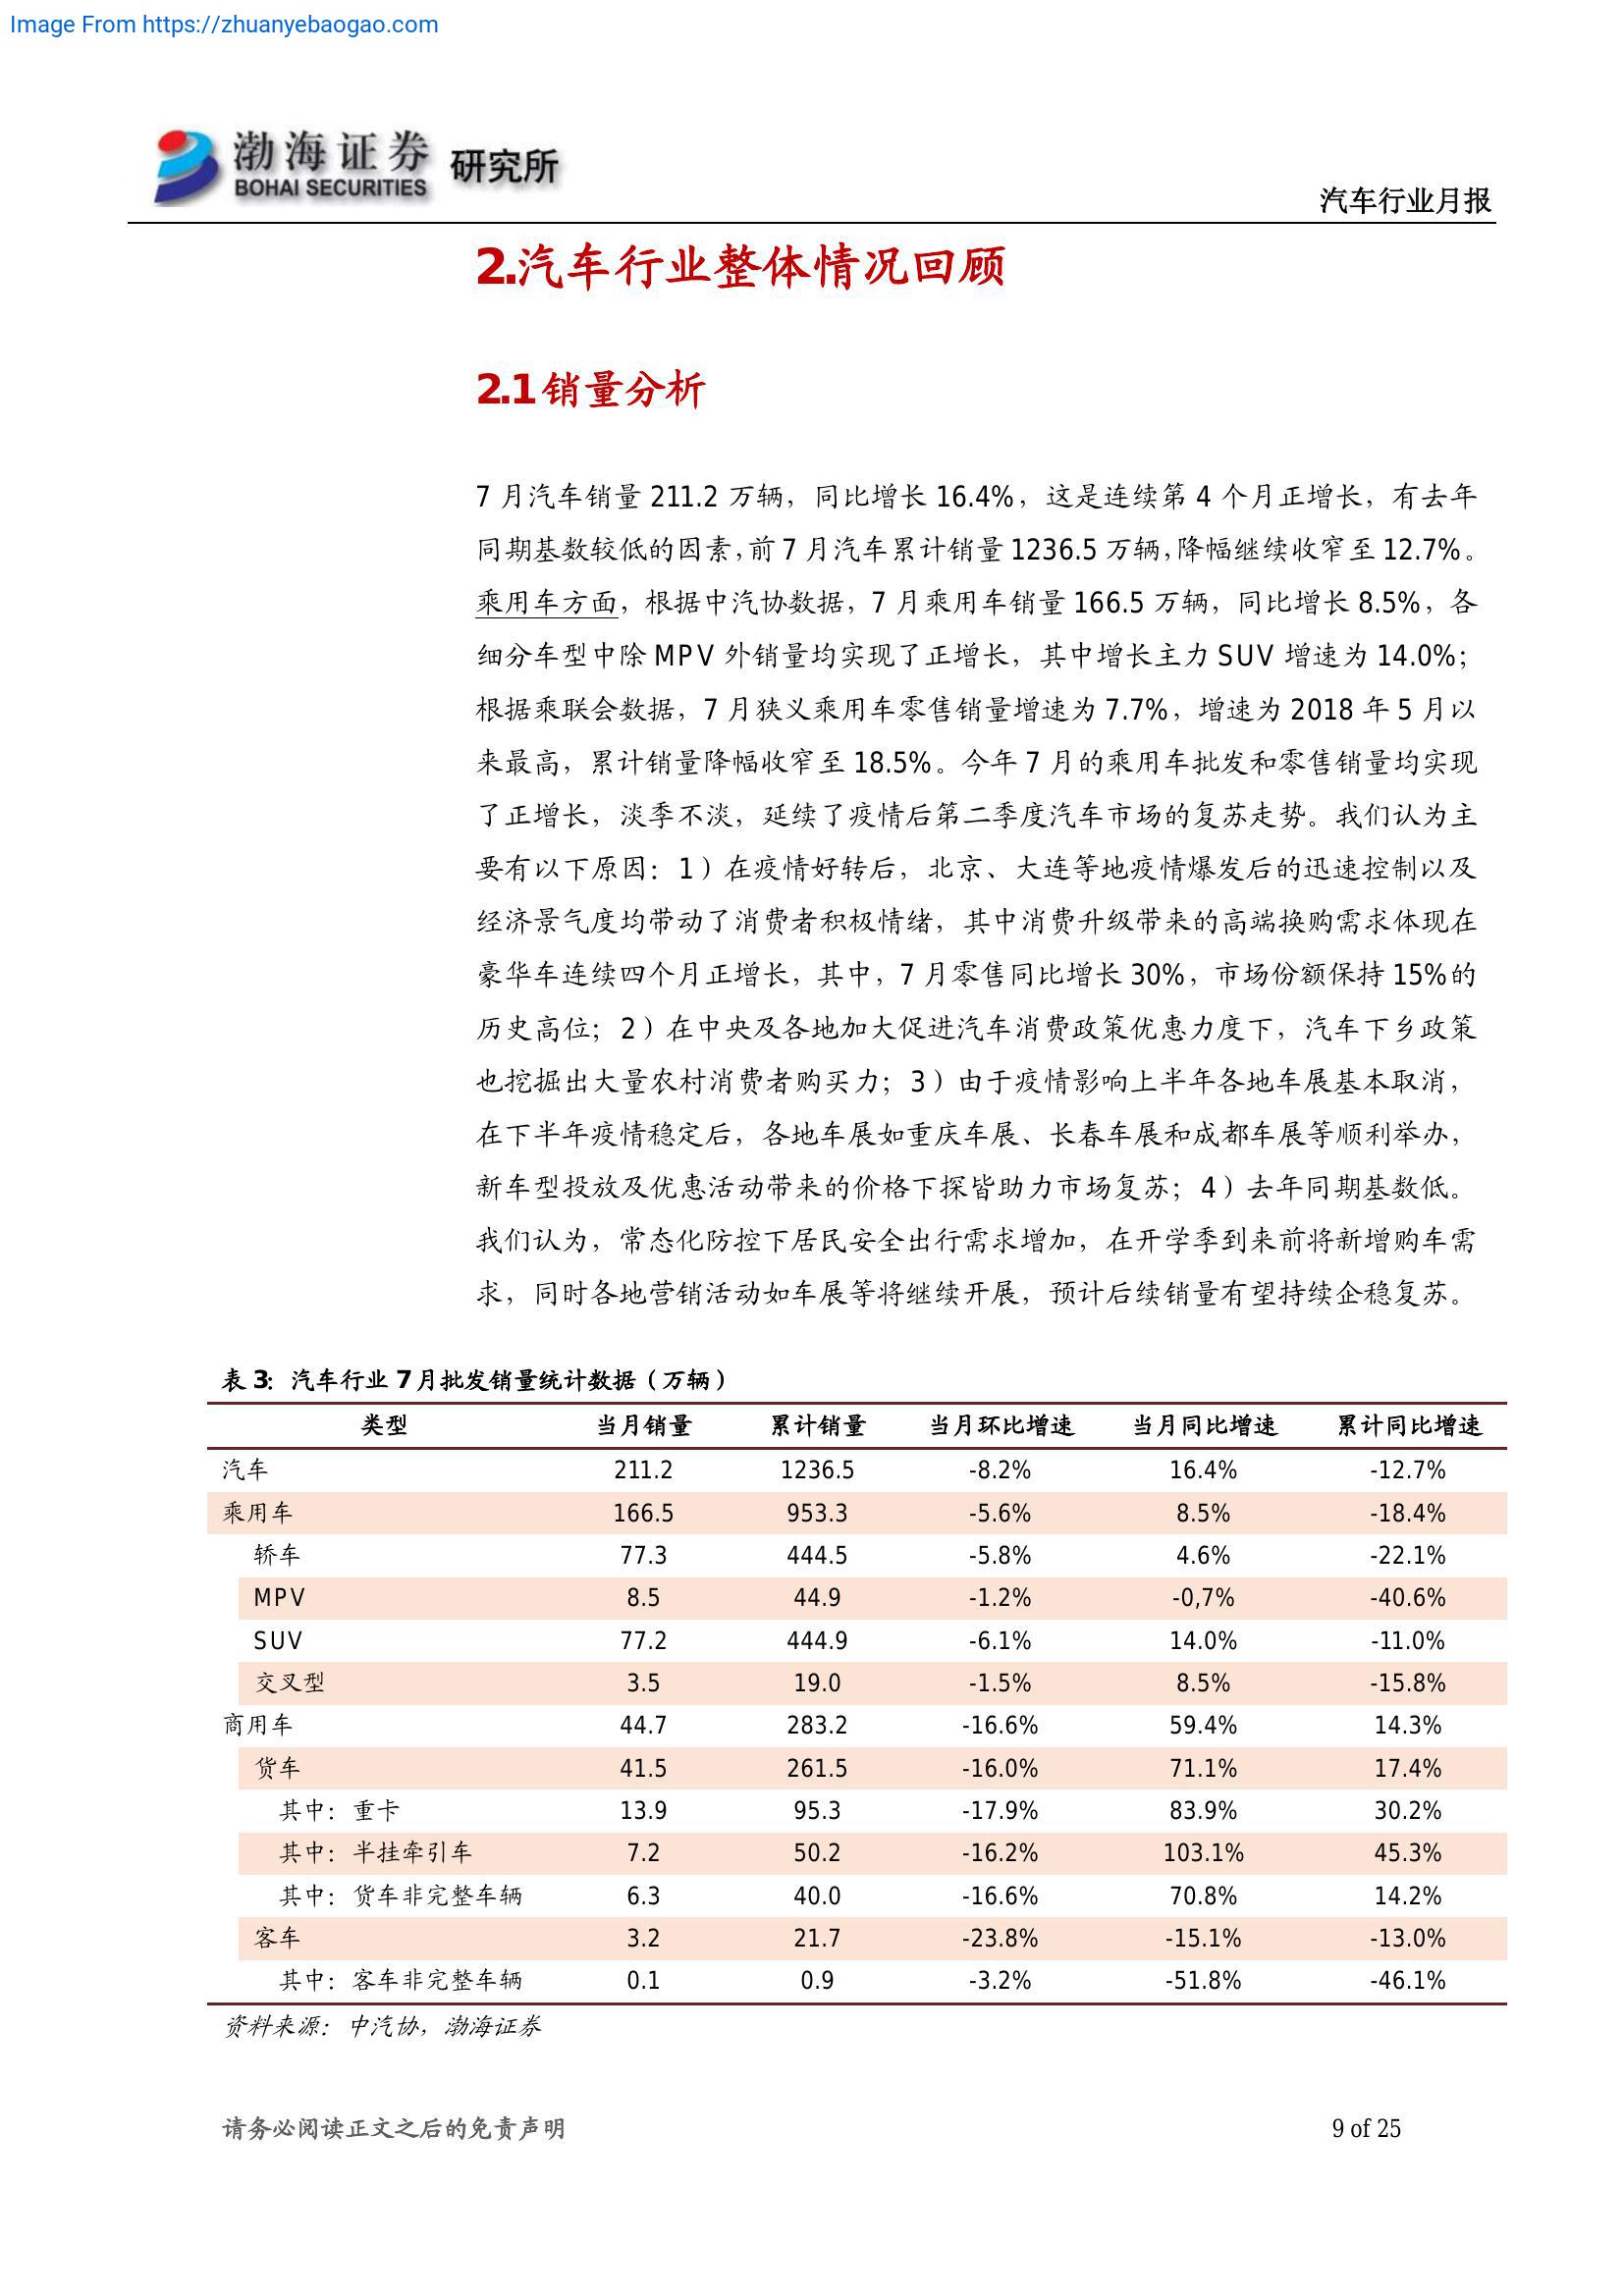 Image From https://zhuanyebaogao.com
渤海证券 研究所
BOHAI SECURITIES
汽车行业月报
2.汽车行业整体情况回顾
2.1 销量分析
7 月汽车销量 211.2 万辆，同比增长 16.4%，这是连续第 4 个月正增长，有去年
同期基数较低的因素，前 7 月汽车累计销量 1236.5 万辆，降幅继续收窄至 12.7%。
乘用车方面，根据中汽协数据，7 月乘用车销量 166.5 万辆，同比增长 8.5%，各
细分车型中除 MPV 外销量均实现了正增长，其中增长主力 SUV 增速为 14.0%；
根据乘联会数据，7 月狭义乘用车零售销量增速为 7.7%，增速为 2018 年 5 月以
来最高，累计销量降幅收窄至 18.5%。今年 7 月的乘用车批发和零售销量均实现
了正增长，淡季不淡，延续了疫情后第二季度汽车市场的复苏走势。我们认为主
要有以下原因：1）在疫情好转后，北京、大连等地疫情爆发后的迅速控制以及
经济景气度均带动了消费者积极情绪，其中消费升级带来的高端换购需求体现在
豪华车连续四个月正增长，其中，7 月零售同比增长 30%，市场份额保持 15%的
历史高位；2）在中央及各地加大促进汽车消费政策优惠力度下，汽车下乡政策
也挖掘出大量农村消费者购买力；3）由于疫情影响上半年各地车展基本取消，
在下半年疫情稳定后，各地车展如重庆车展、长春车展和成都车展等顺利举办，
新车型投放及优惠活动带来的价格下探皆助力市场复苏；4）去年同期基数低。
我们认为，常态化防控下居民安全出行需求增加，在开学季到来前将新增购车需
求，同时各地营销活动如车展等将继续开展，预计后续销量有望持续企稳复苏。
表 3：汽车行业 7 月批发销量统计数据（万辆）
类型 当月销量 累计销量 当月环比增速 当月同比增速 累计同比增速
汽车 211.2 1236.5 -8.2% 16.4% -12.7%
乘用车 166.5 953.3 -5.6% 8.5% -18.4%
轿车 77.3 444.5 -5.8% 4.6% -22.1%
MPV 8.5 44.9 -1.2% -0,7% -40.6%
SUV 77.2 444.9 -6.1% 14.0% -11.0%
交叉型 3.5 19.0 -1.5% 8.5% -15.8%
商用车 44.7 283.2 -16.6% 59.4% 14.3%
货车 41.5 261.5 -16.0% 71.1% 17.4%
其中：重卡 13.9 95.3 -17.9% 83.9% 30.2%
其中：半挂牵引车 7.2 50.2 -16.2% 103.1% 45.3%
其中：货车非完整车辆 6.3 40.0 -16.6% 70.8% 14.2%
客车 3.2 21.7 -23.8% -15.1% -13.0%
其中：客车非完整车辆 0.1 0.9 -3.2% -51.8% -46.1%
资料来源：中汽协，渤海证券
请务必阅读正文之后的免责声明 9 of 25